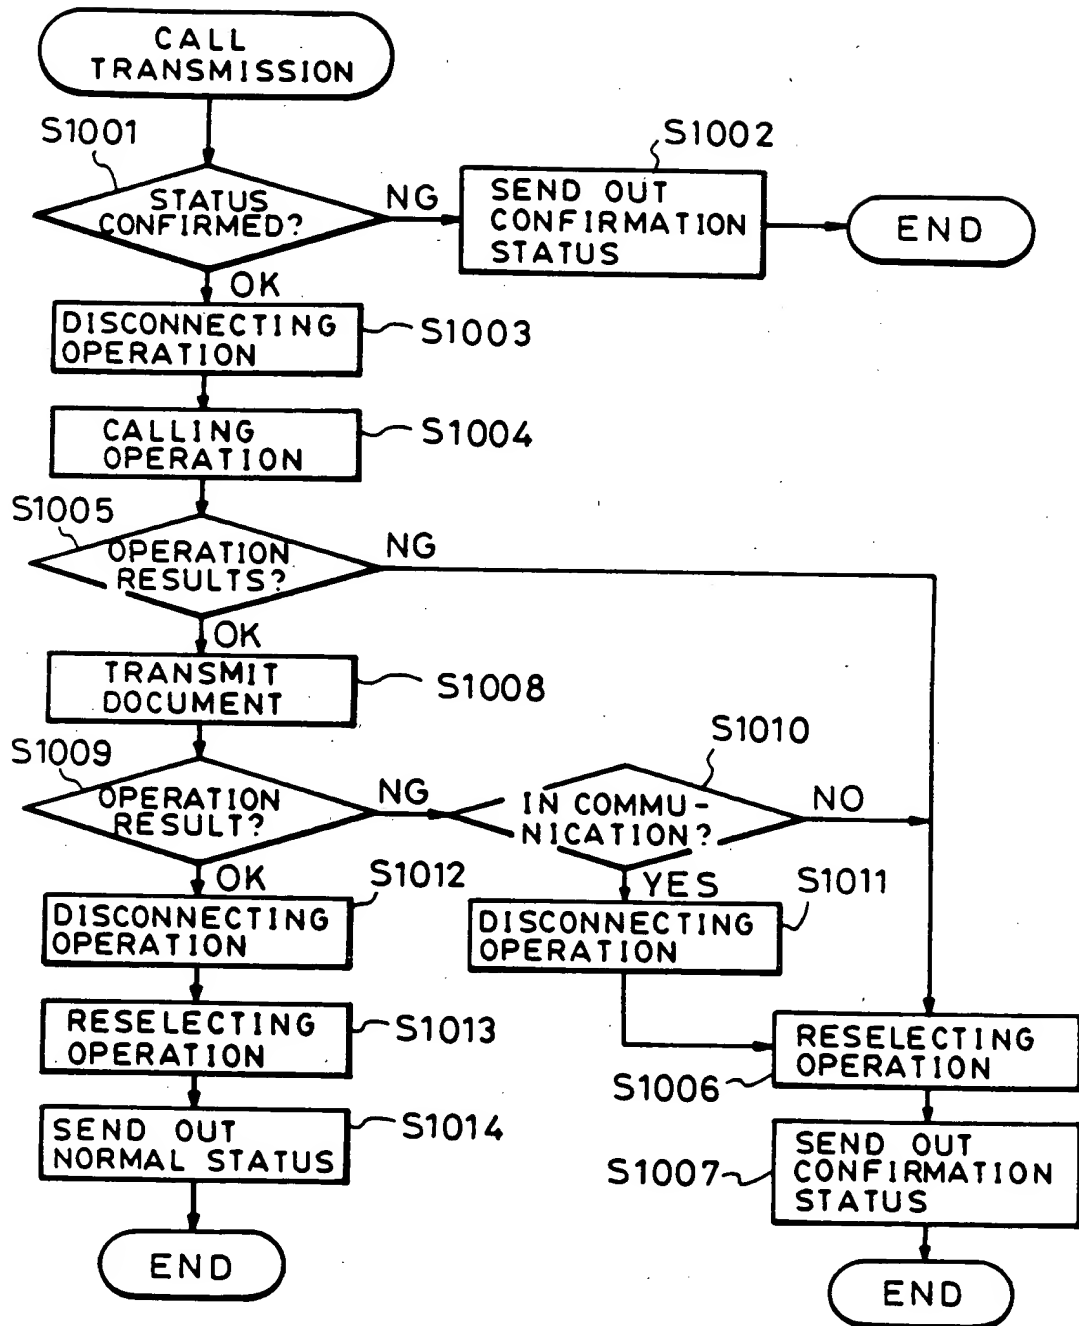 CALL
TRANSMISSION
S1001
STATUS
CONFIRMED?
NG
S1002
SEND OUT
CONFIRMATION
STATUS
END
OK
DISCONNECTING
OPERATION
S1003
CALLING
OPERATION
S1004
S1005
OPERATION
RESULTS?
NG
OK
TRANSMIT
DOCUMENT
S1008
S1009
OPERATION
RESULT?
NG
S1010
IN COMMU-
NICATION?
NO
OK
S1012
DISCONNECTING
OPERATION
YES
S1011
DISCONNECTING
OPERATION
RESELECTING
OPERATION
S1013
RESELECTING
OPERATION
S1006
SEND OUT
NORMAL STATUS
S1014
S1007
SEND OUT
CONFIRMATION
STATUS
END
END